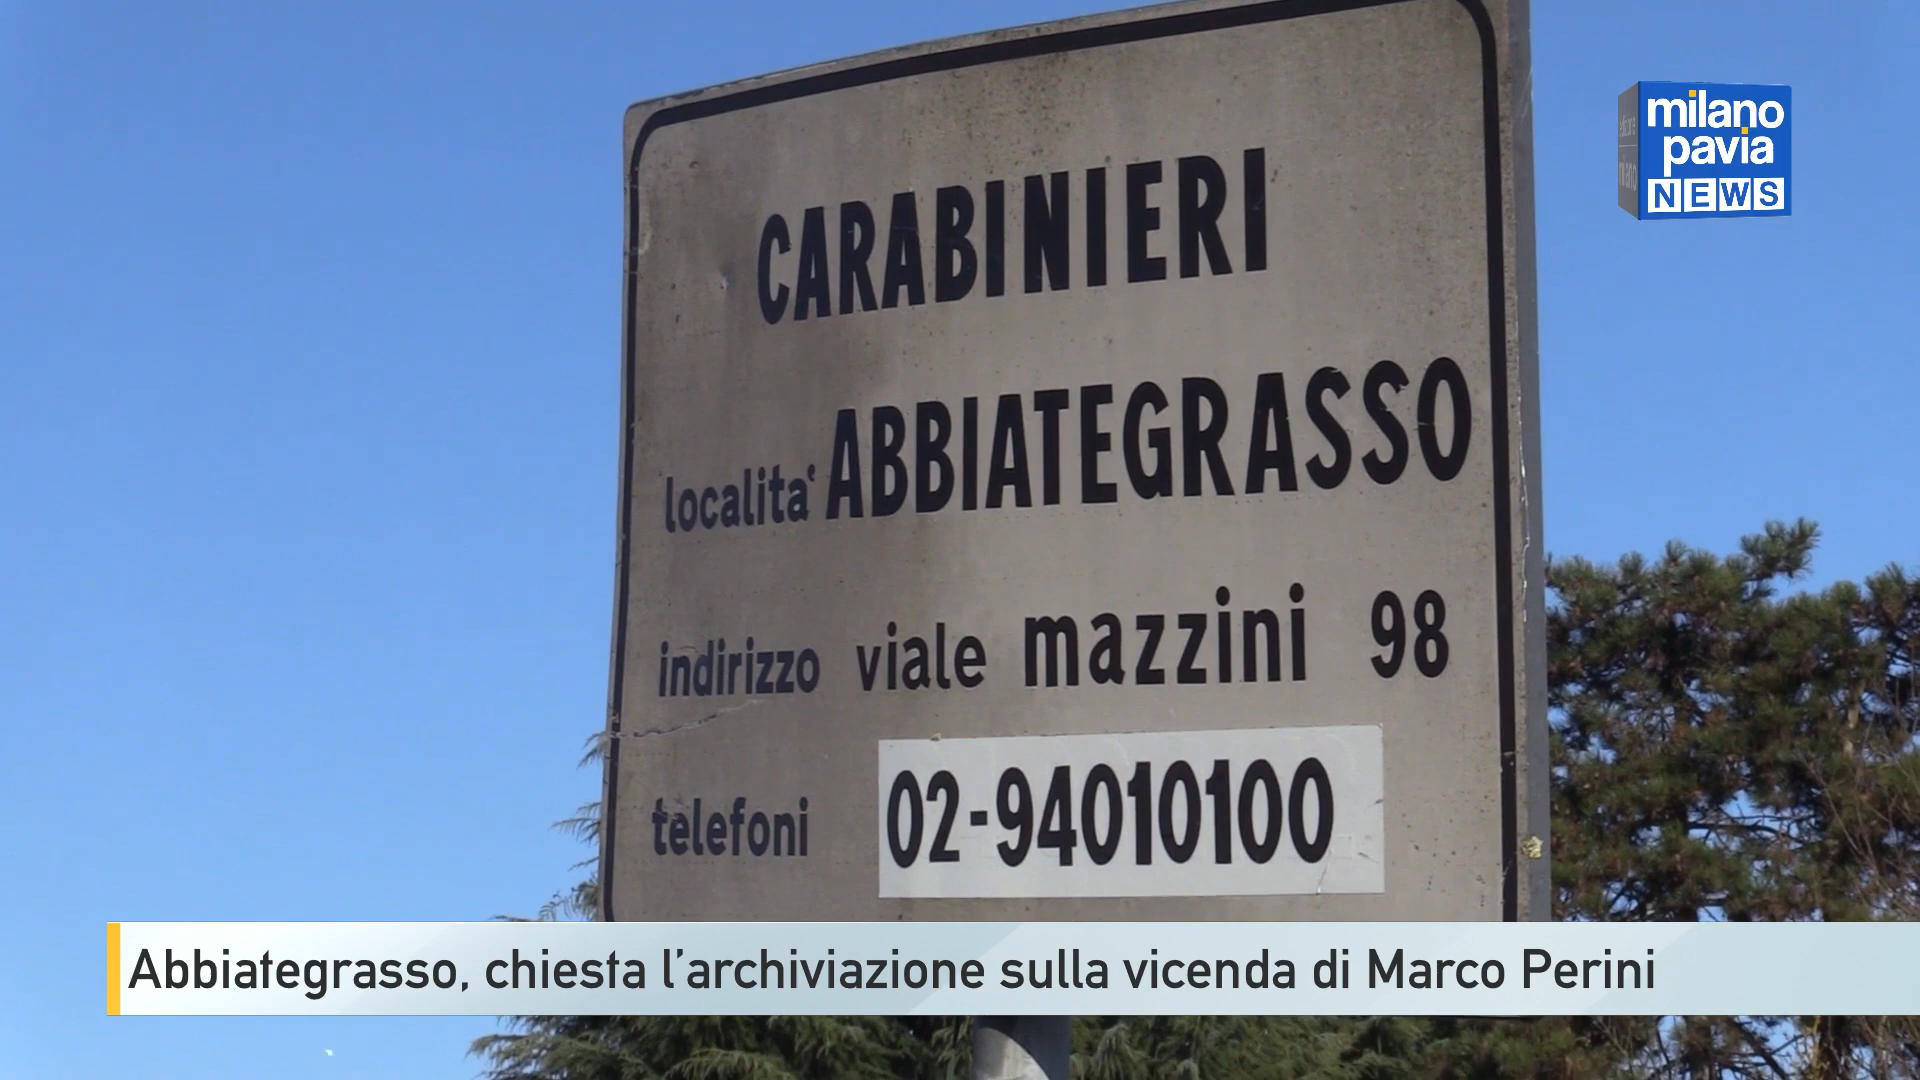 milano
pavia
NEWS
CARABINIERI
localita' ABBIATEGRASSO
indirizzo viale mazzini 98
telefoni 02-94010100
Abbiategrasso, chiesta l'archiviazione sulla vicenda di Marco Perini